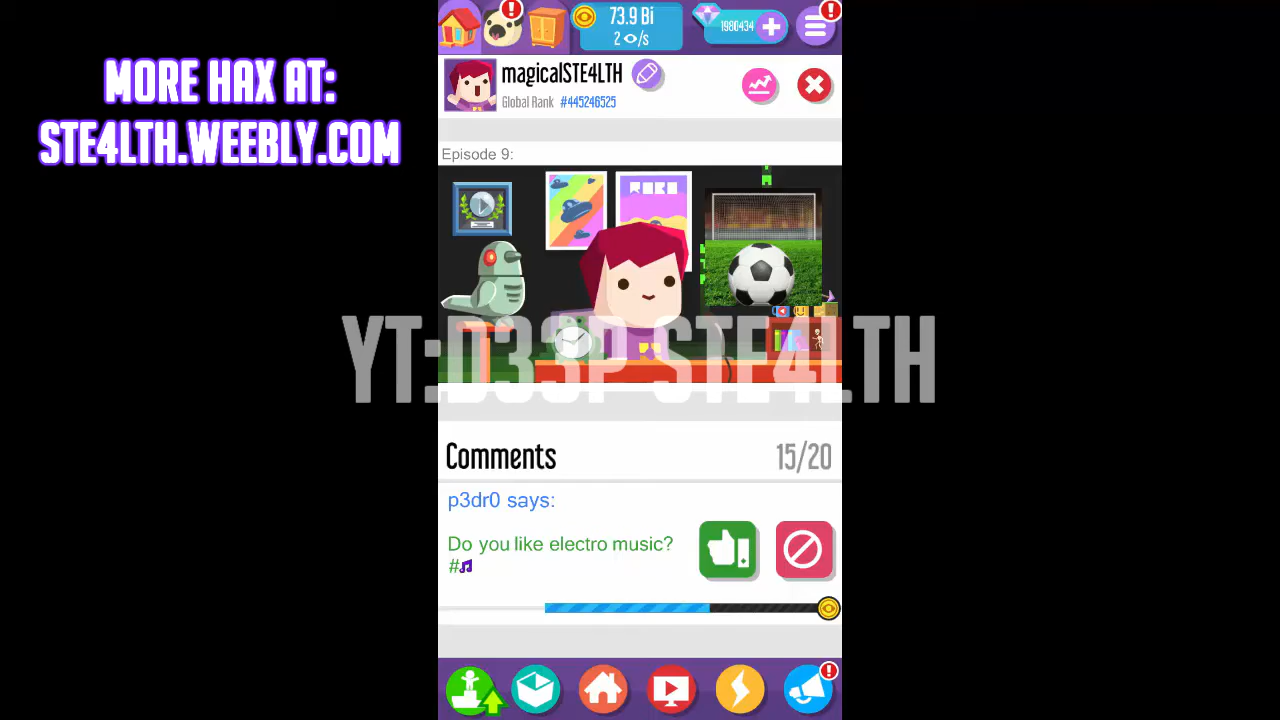 MORE HAX AT:
STE4LTH.WEEBLY.COM
73.9 Bi
2 /s
1980434
magicalSTE4LTH
Global Rank #445246525
Episode 9:
YT:D33P STE4LTH
Comments 15/20
p3dr0 says:
Do you like electro music?
#